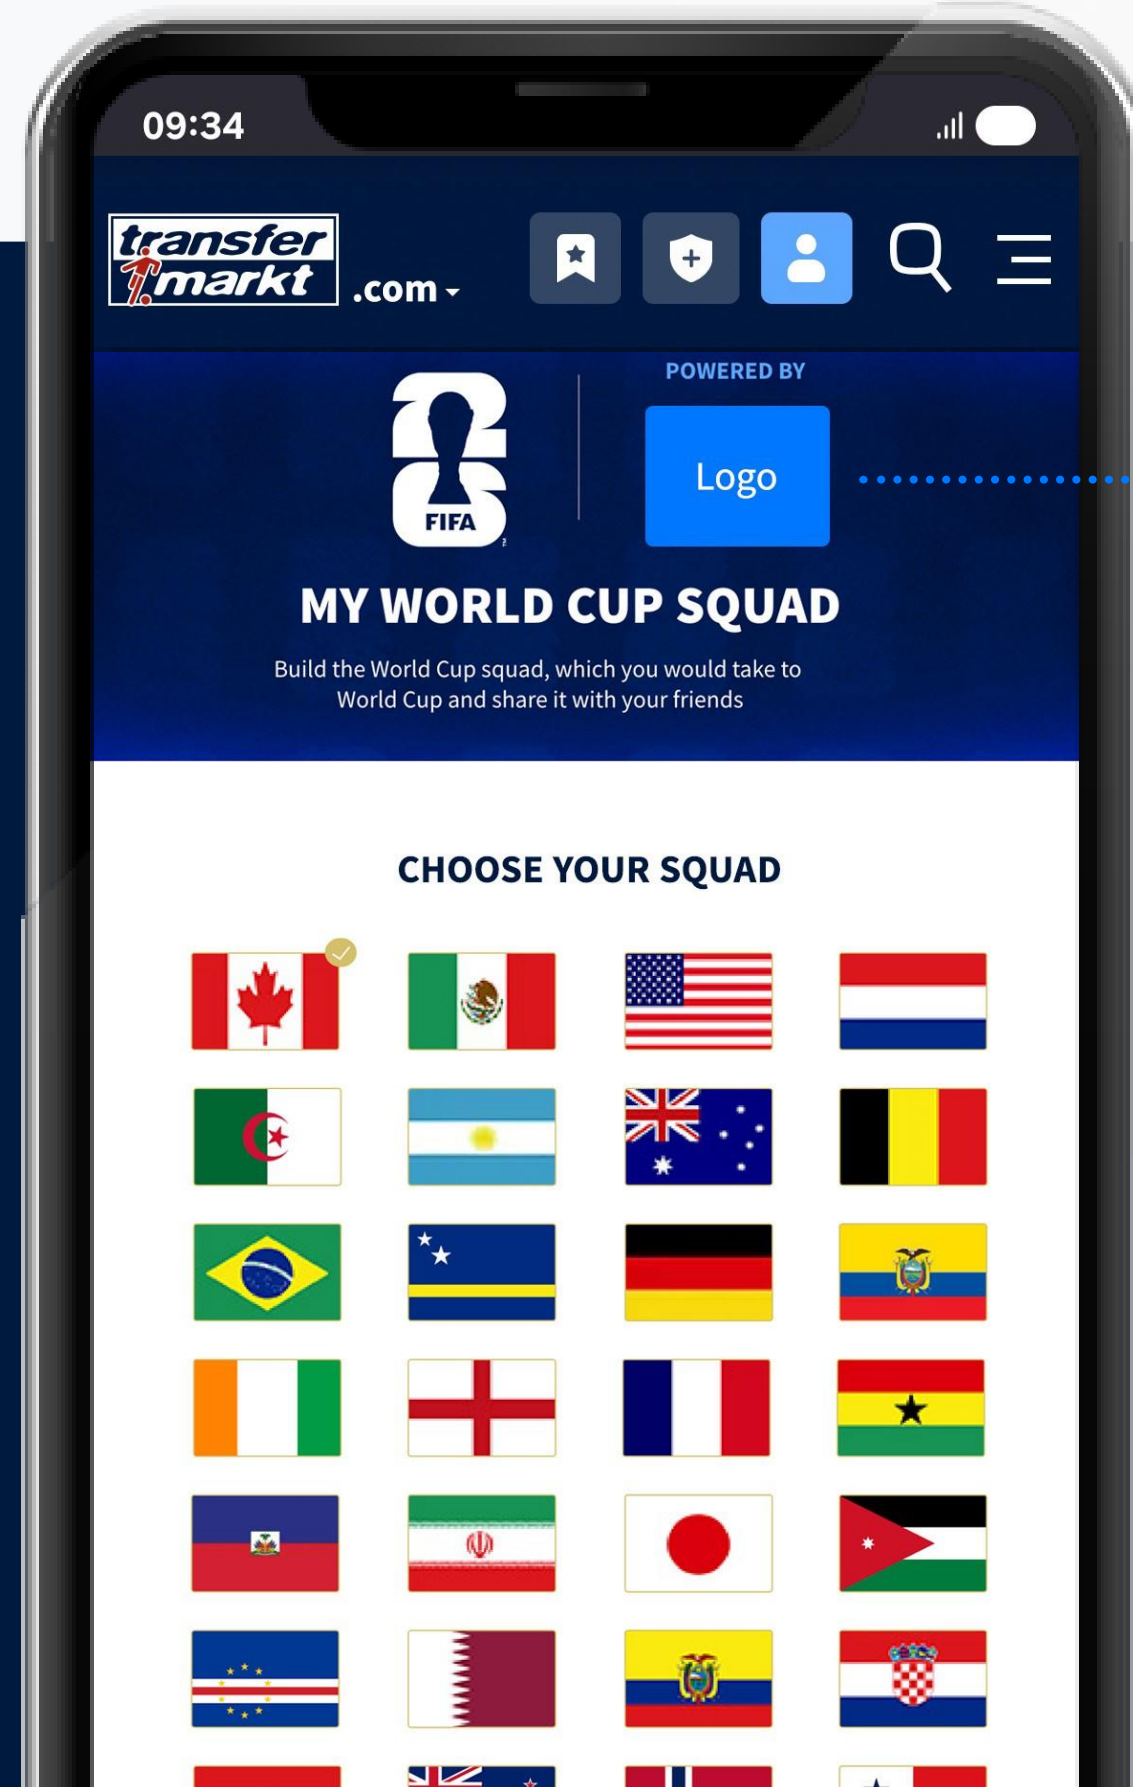 09:34
transfer
markt
.com
POWERED BY
FIFA
Logo
MY WORLD CUP SQUAD
Build the World Cup squad, which you would take to
World Cup and share it with your friends
CHOOSE YOUR SQUAD